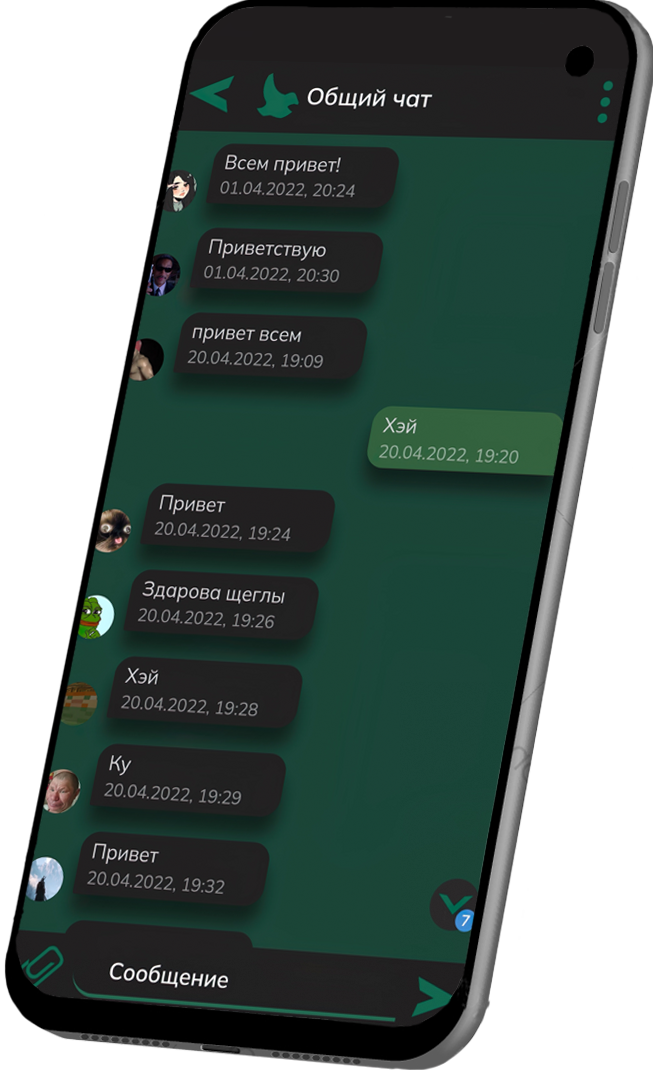 Общий чат
Всем привет!
01.04.2022, 20:24
Приветствую
01.04.2022, 20:30
привет всем
20.04.2022, 19:09
Хэй
20.04.2022, 19:20
Привет
20.04.2022, 19:24
Здарова щеглы
20.04.2022, 19:26
Хэй
20.04.2022, 19:28
Ку
20.04.2022, 19:29
Привет
20.04.2022, 19:32
7
Сообщение